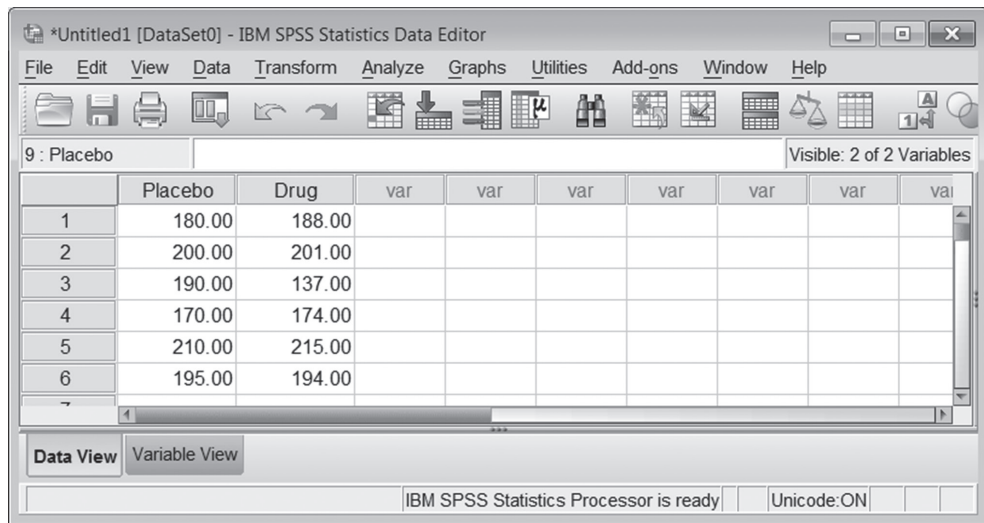 *Untitled1 [DataSet0] - IBM SPSS Statistics Data Editor
File Edit View Data Transform Analyze Graphs Utilities Add-ons Window Help
μ A 1
9 : Placebo Visible: 2 of 2 Variables
Placebo Drug var var var var var var var
1 180.00 188.00
2 200.00 201.00
3 190.00 137.00
4 170.00 174.00
5 210.00 215.00
6 195.00 194.00
Data View Variable View
IBM SPSS Statistics Processor is ready Unicode:ON